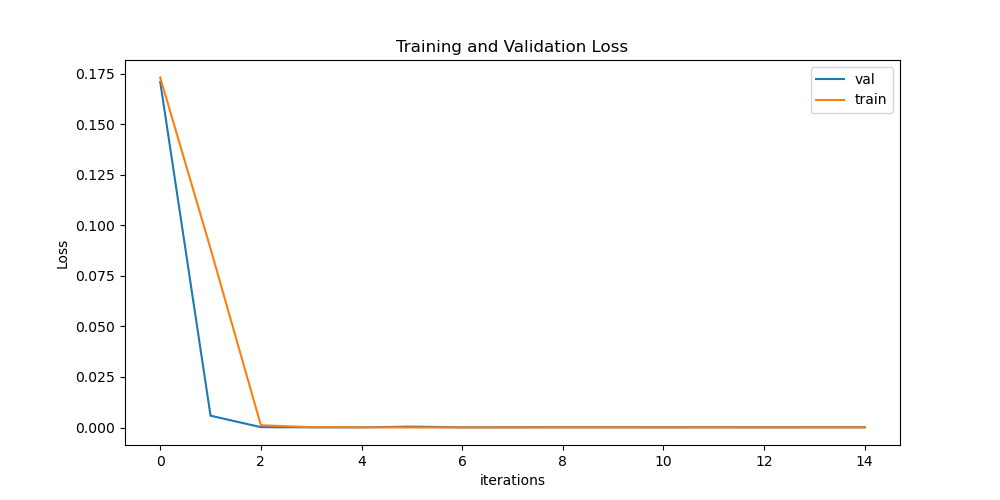 Training and Validation Loss
0.175
0.150
0.125
0.100
0.075
0.050
0.025
0.000
Loss
val
train
0 2 4 6 8 10 12 14
iterations